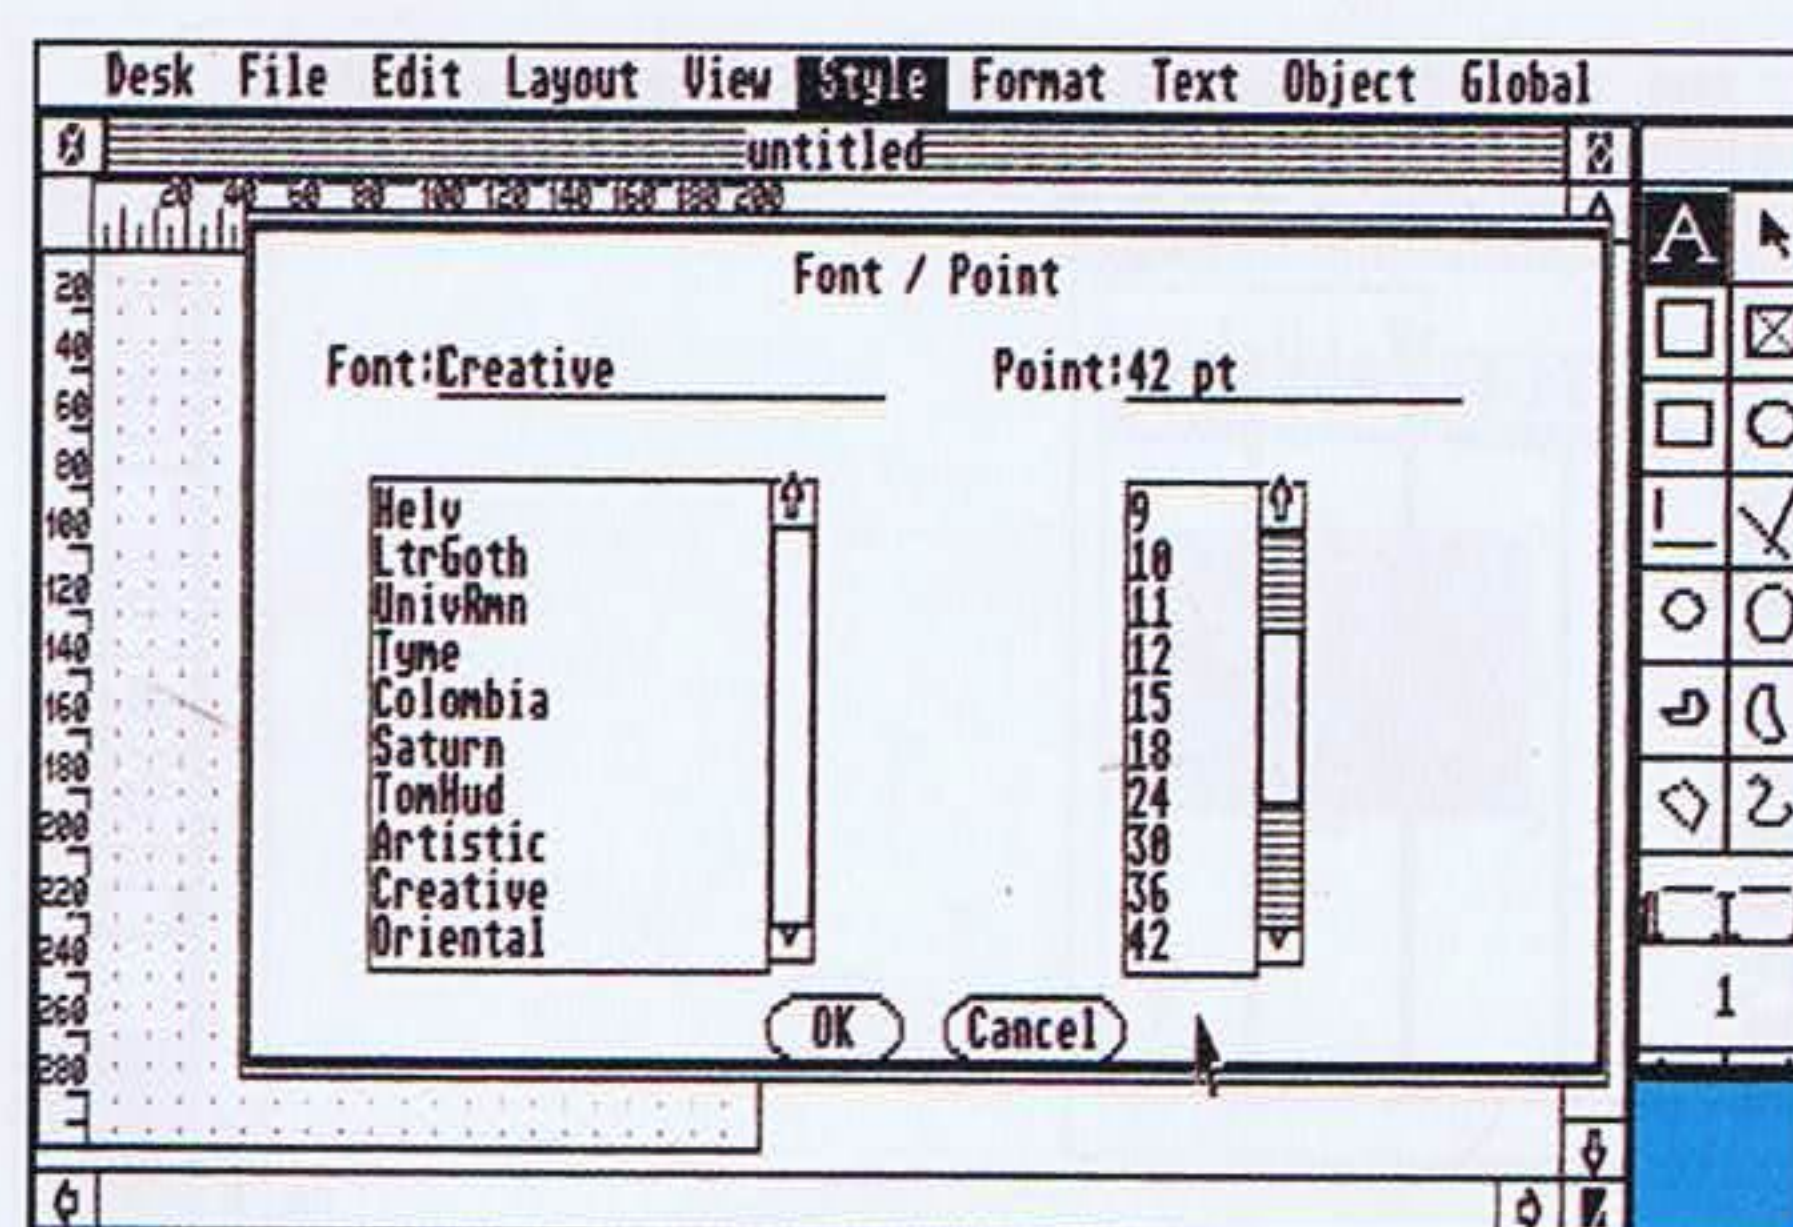 Desk File Edit Layout View Style Format Text Object Global
untitled
20 40 60 80 100 120 140 160 180 200
Font / Point
Font:Creative
Point:42 pt
Helv
LtrGoth
UnivRmn
Tyme
Colombia
Saturn
TomHud
Artistic
Creative
Oriental
9
10
11
12
15
18
24
30
36
42
OK
Cancel
20
40
60
80
100
120
140
160
180
200
220
240
260
280
A
1